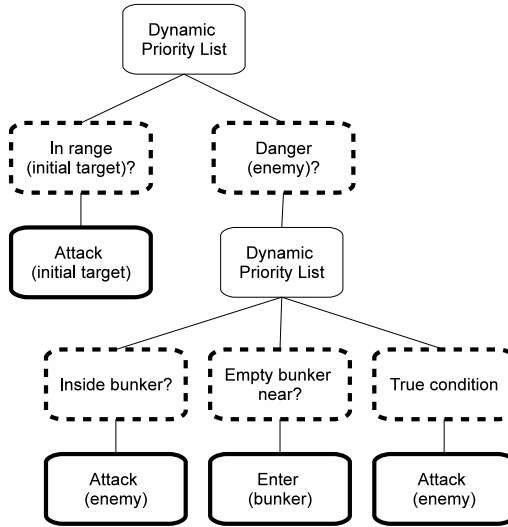 Dynamic
Priority List
In range
(initial target)?
Danger
(enemy)?
Attack
(initial target)
Dynamic
Priority List
Inside bunker?
Empty bunker
near?
True condition
Attack
(enemy)
Enter
(bunker)
Attack
(enemy)